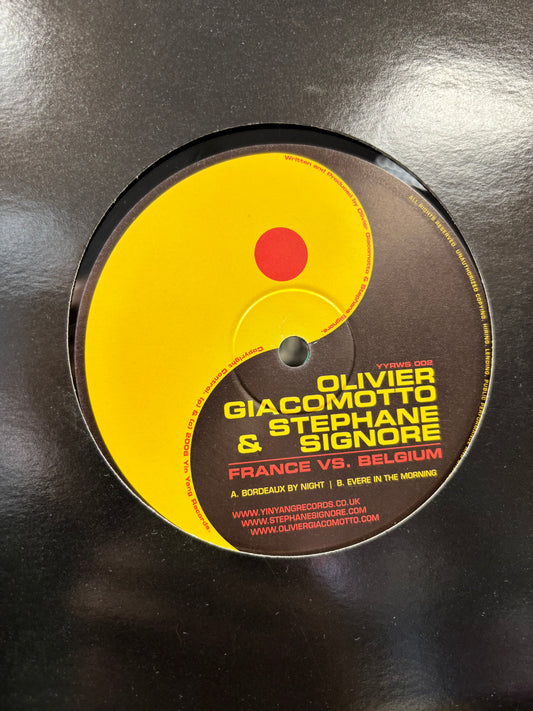 Written and Produced by Olivier Giacomotto & Stephane Signore.
Copyright Control. (p) & (c) 2006 Yin Yang Records.
ALL RIGHTS RESERVED. UNAUTHORISED COPYING, HIRING, LENDING, PUBLIC
YYRWS 002
OLIVIER
GIACOMOTTO
& STEPHANE
SIGNORE
FRANCE VS. BELGIUM
A. BORDEAUX BY NIGHT | B. EVERE IN THE MORNING
WWW.YINYANGRECORDS.CO.UK
WWW.STEPHANESIGNORE.COM
WWW.OLIVIERGIACOMOTTO.COM